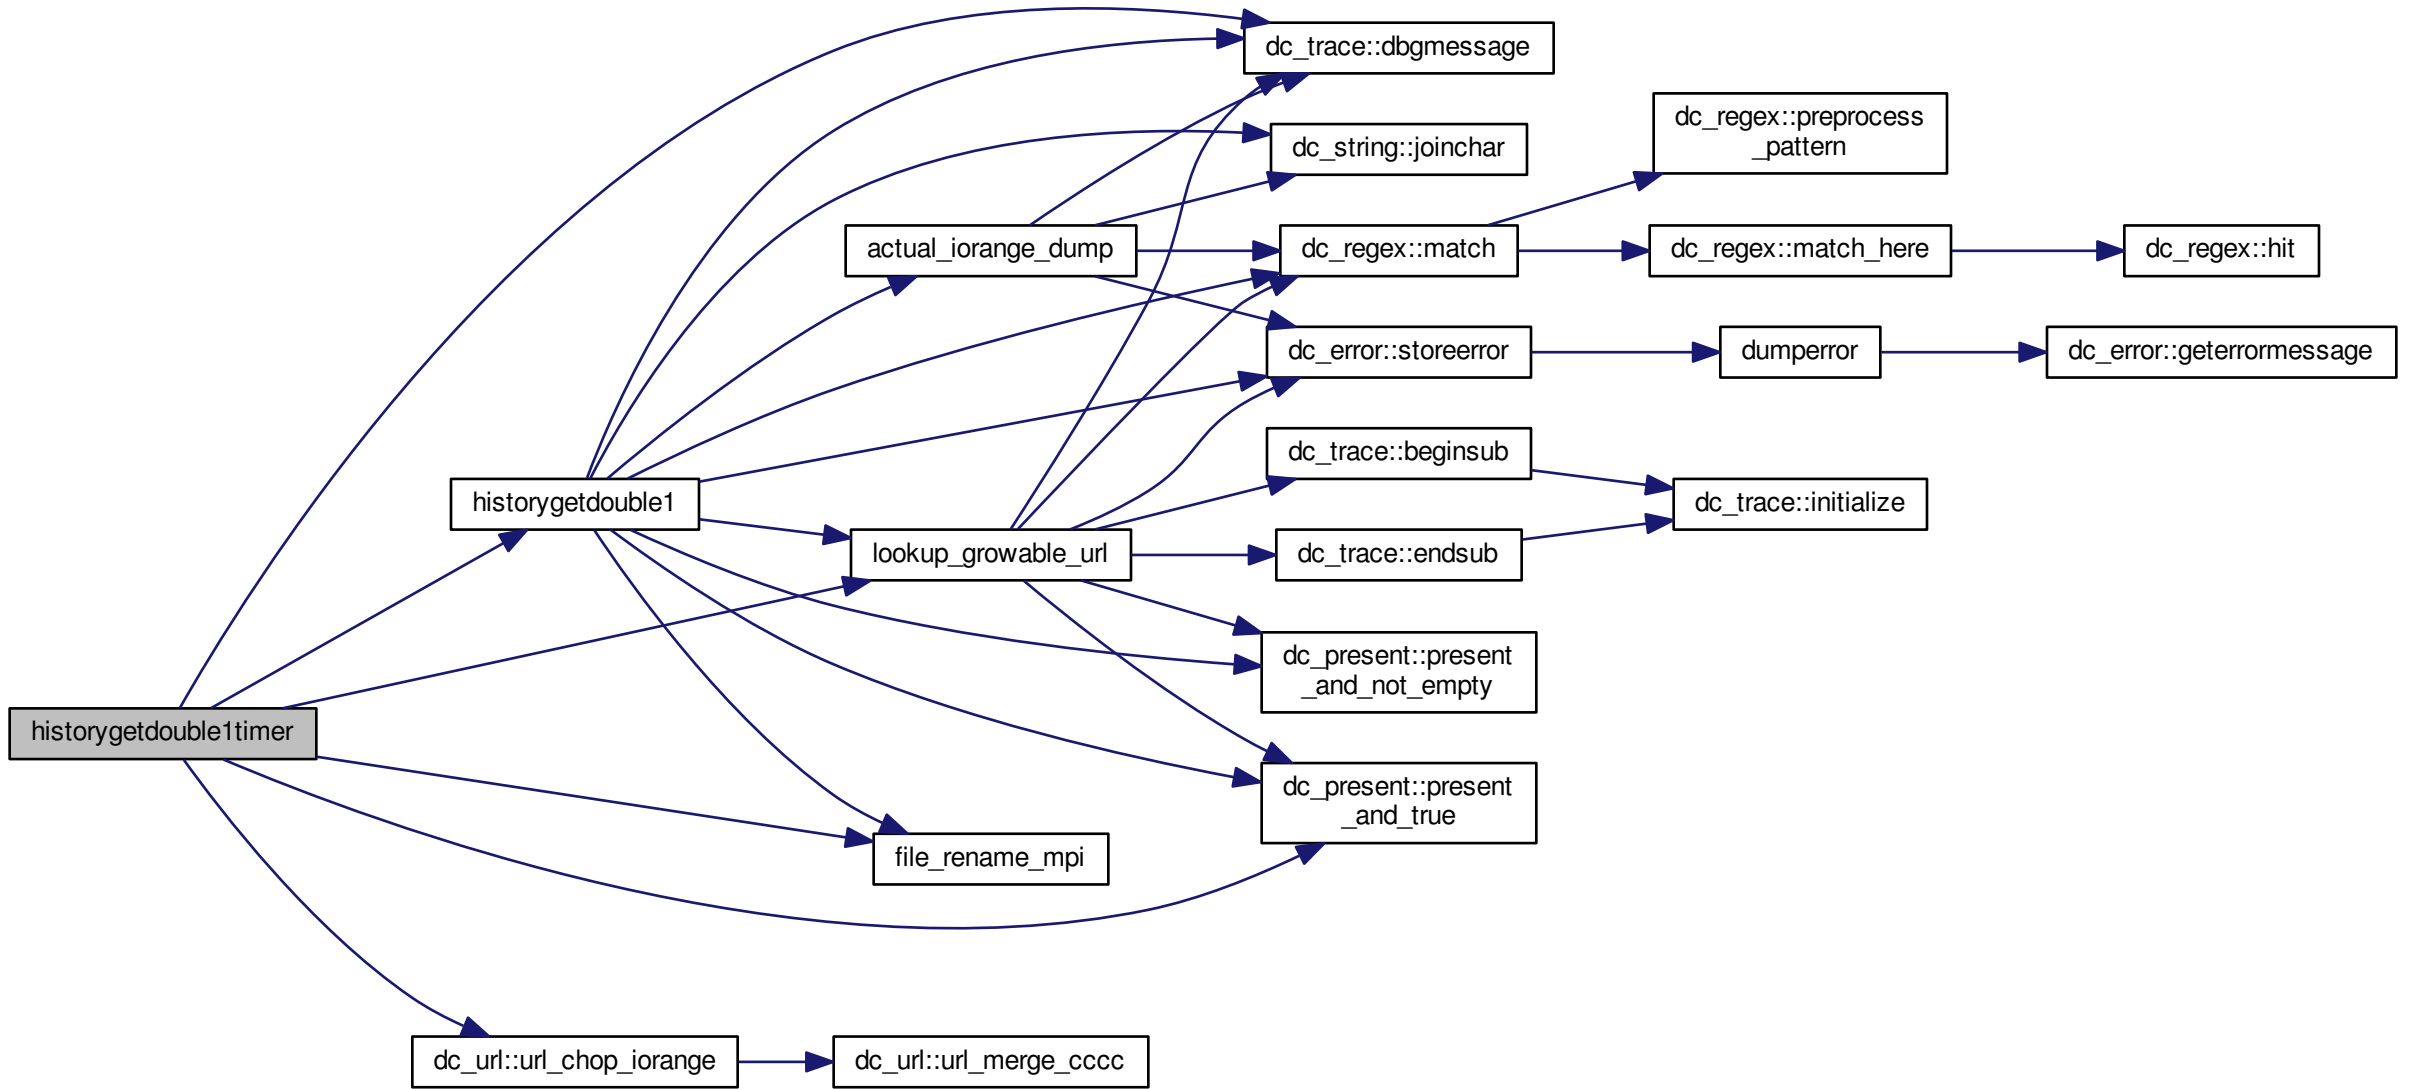 dc_trace::dbgmessage
dc_regex::preprocess
_pattern
dc_string::joinchar
actual_iorange_dump
dc_regex::match
dc_regex::match_here
dc_regex::hit
dc_error::storeerror
dumperror
dc_error::geterrormessage
dc_trace::beginsub
historygetdouble1
dc_trace::initialize
lookup_growable_url
dc_trace::endsub
dc_present::present
_and_not_empty
historygetdouble1timer
dc_present::present
_and_true
file_rename_mpi
dc_url::url_chop_iorange
dc_url::url_merge_cccc